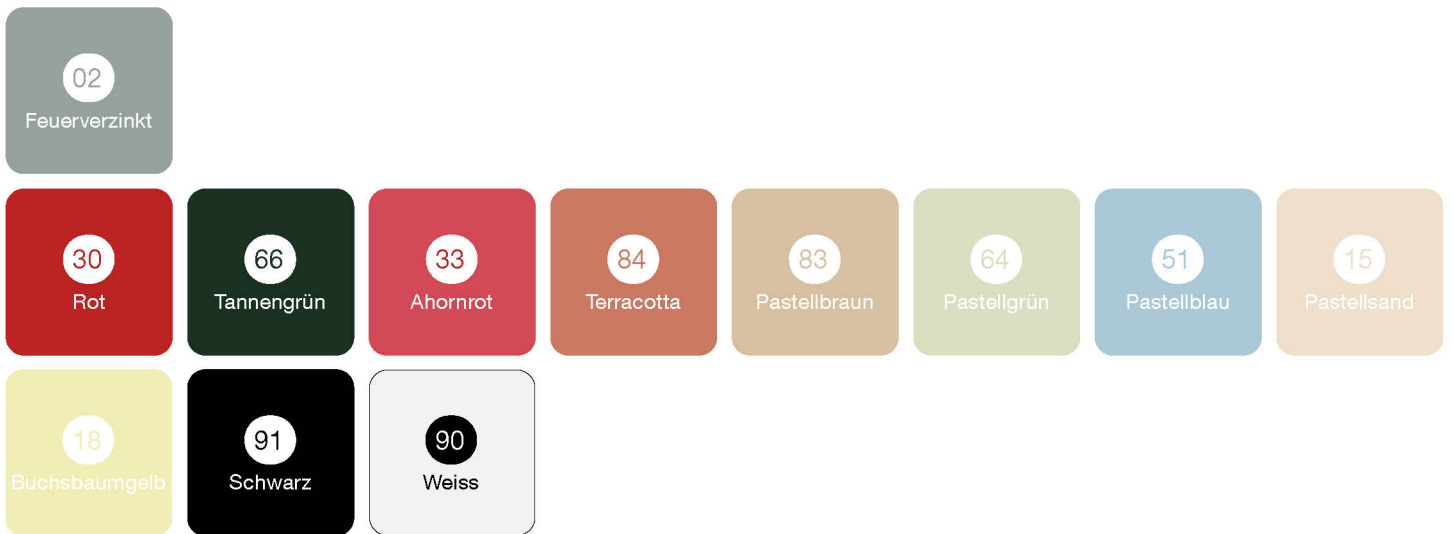 02
Feuerverzinkt
30
Rot
66
Tannengrün
33
Ahornrot
84
Terracotta
83
Pastellbraun
64
Pastellgrün
51
Pastellblau
15
Pastellsand
18
Buchsbaumgelb
91
Schwarz
90
Weiss